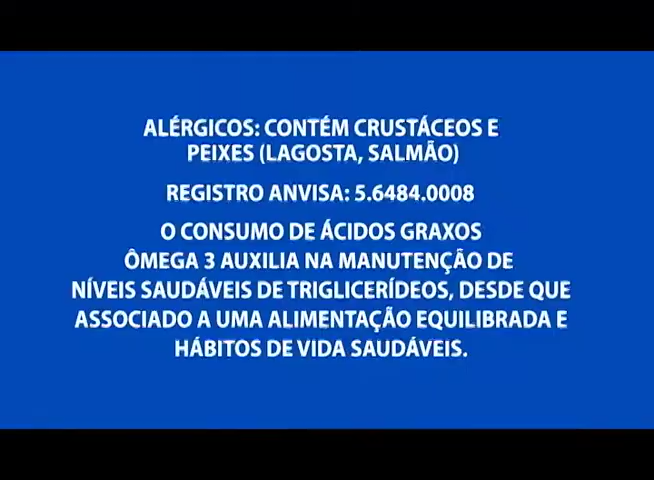 ALÉRGICOS: CONTÉM CRUSTÁCEOS E
PEIXES (LAGOSTA, SALMÃO)
REGISTRO ANVISA: 5.6484.0008
O CONSUMO DE ÁCIDOS GRAXOS
ÔMEGA 3 AUXILIA NA MANUTENÇÃO DE
NÍVEIS SAUDÁVEIS DE TRIGLICERÍDEOS, DESDE QUE
ASSOCIADO A UMA ALIMENTAÇÃO EQUILIBRADA E
HÁBITOS DE VIDA SAUDÁVEIS.